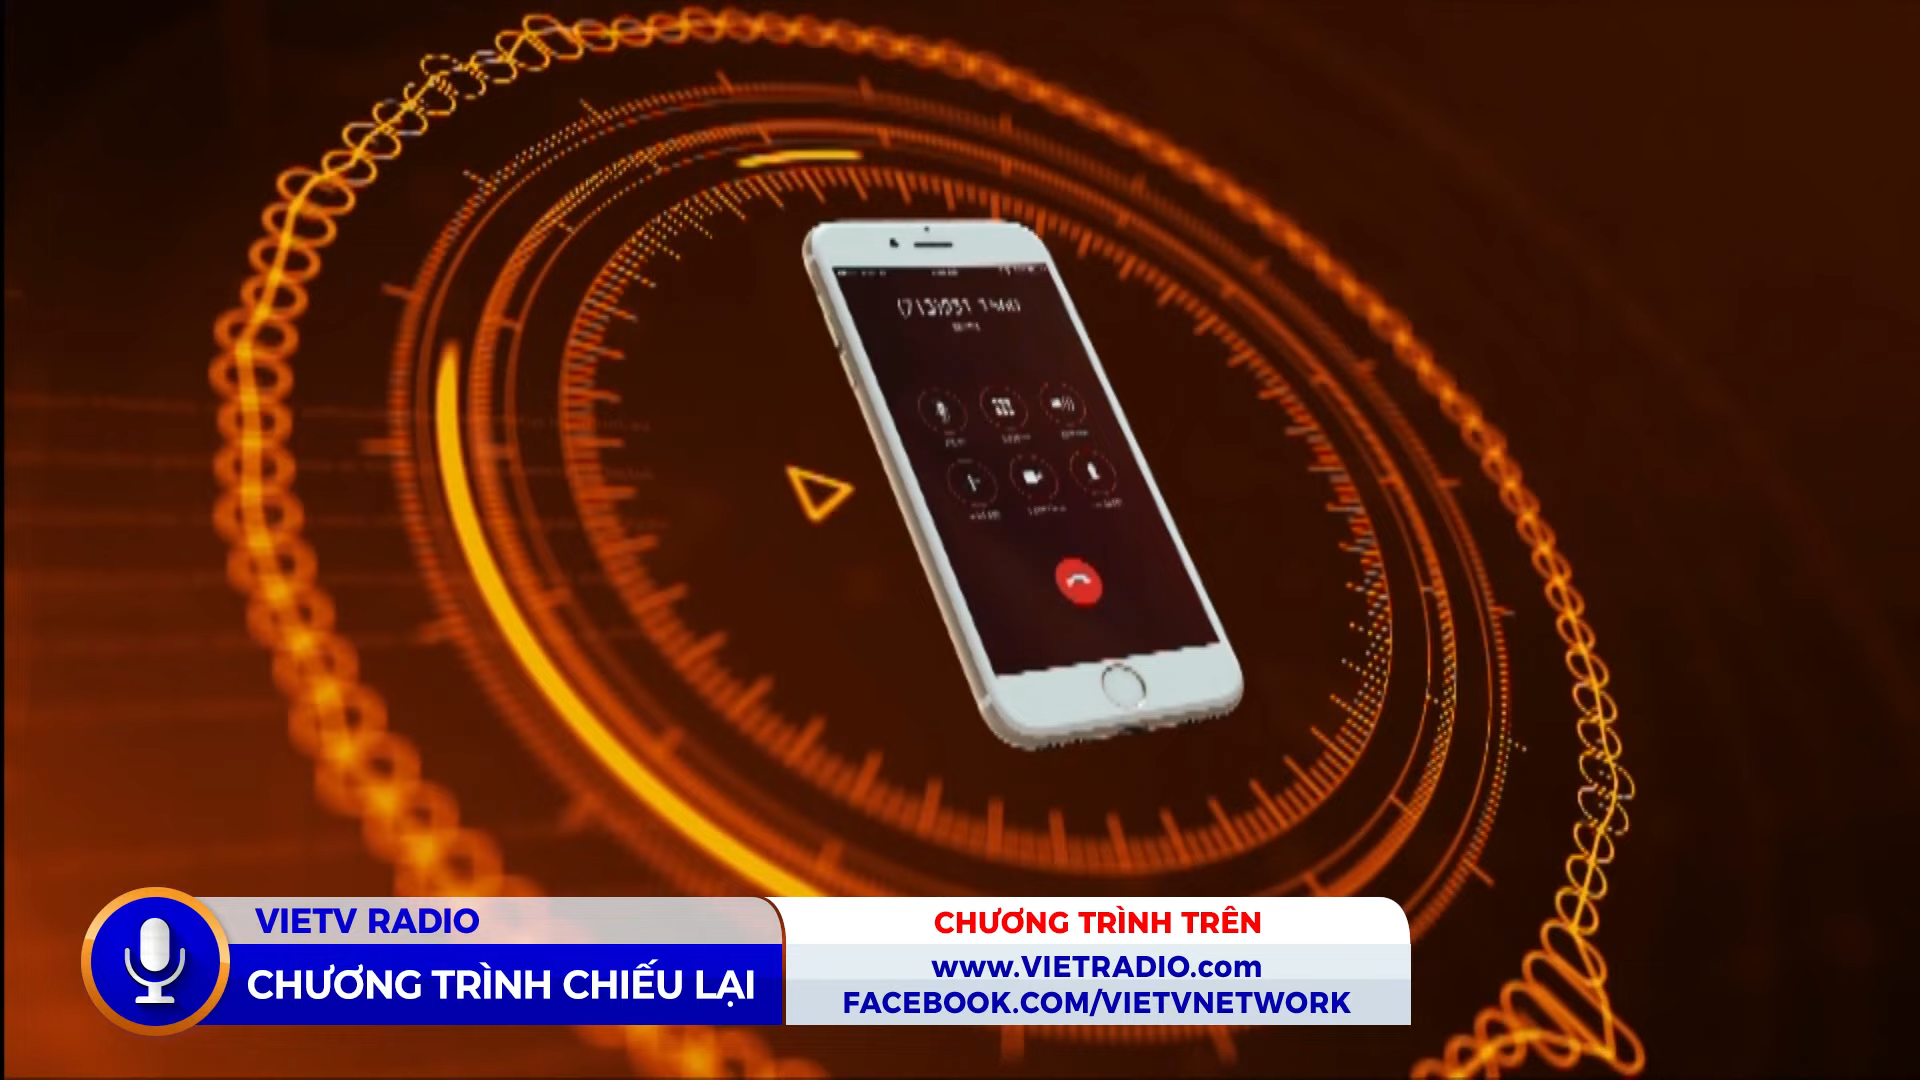 VIETV RADIO
CHƯƠNG TRÌNH CHIẾU LẠI
CHƯƠNG TRÌNH TRÊN
www.VIETRADIO.com
FACEBOOK.COM/VIETVNETWORK